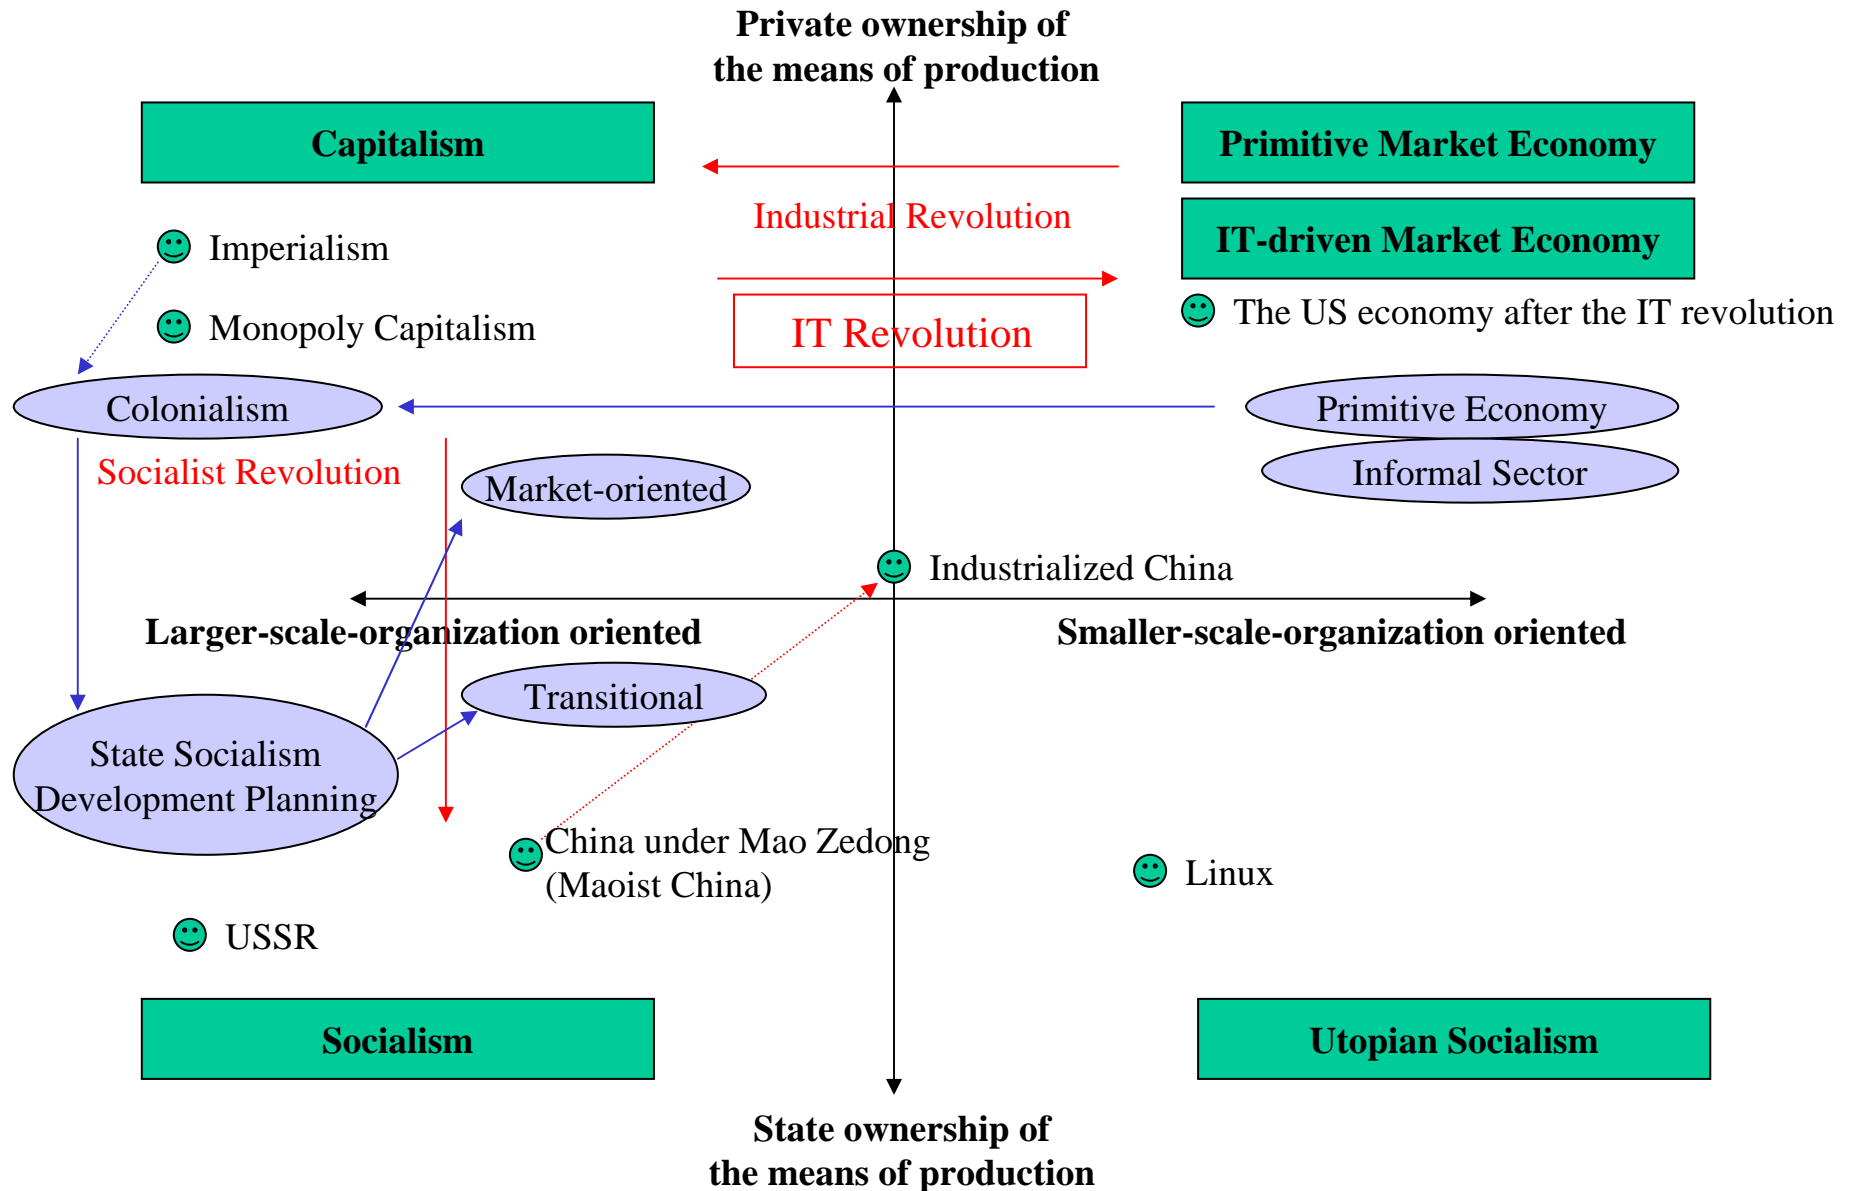 Private ownership of
the means of production
Capitalism
Primitive Market Economy
Industrial Revolution
IT-driven Market Economy
Imperialism
The US economy after the IT revolution
Monopoly Capitalism
IT Revolution
Colonialism
Primitive Economy
Socialist Revolution
Market-oriented
Informal Sector
Industrialized China
Larger-scale-organization oriented
Smaller-scale-organization oriented
Transitional
State Socialism
Development Planning
China under Mao Zedong
(Maoist China)
Linux
USSR
Socialism
Utopian Socialism
State ownership of
the means of production